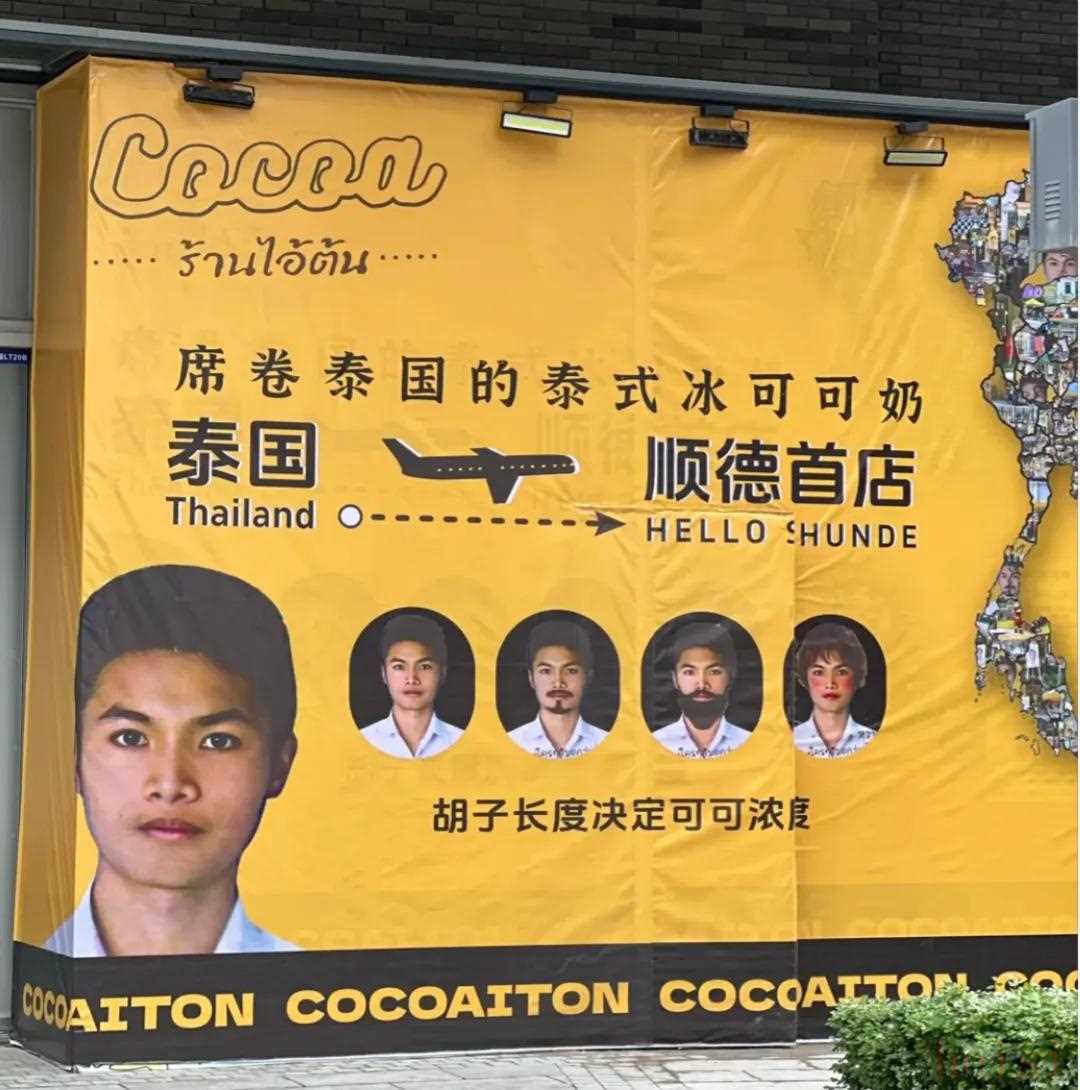 Cocoa
ร้านไอ้ต้น
席卷泰国的泰式冰可可奶
泰国
顺德首店
Thailand
HELLO SHUNDE
胡子长度决定可可浓度
COCOAITON COCOAITON COCOAITON COC